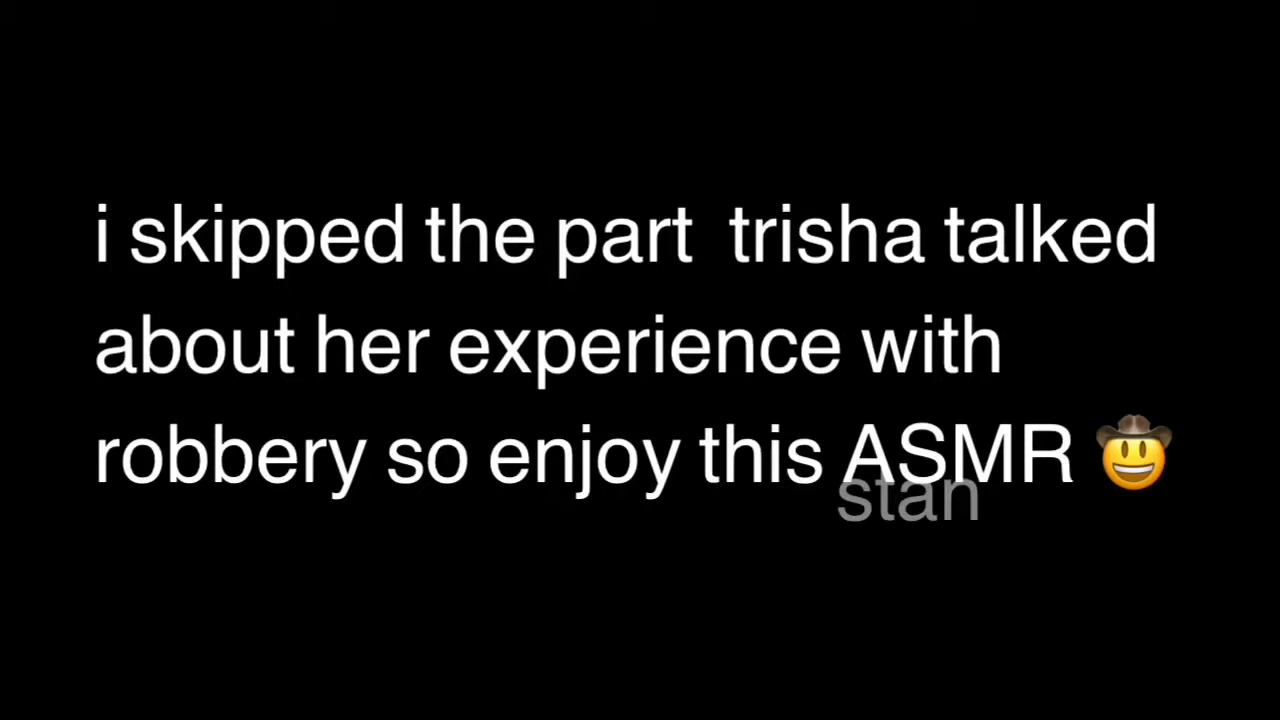 i skipped the part  trisha talked
about her experience with
robbery so enjoy this ASMR 🤠
stan